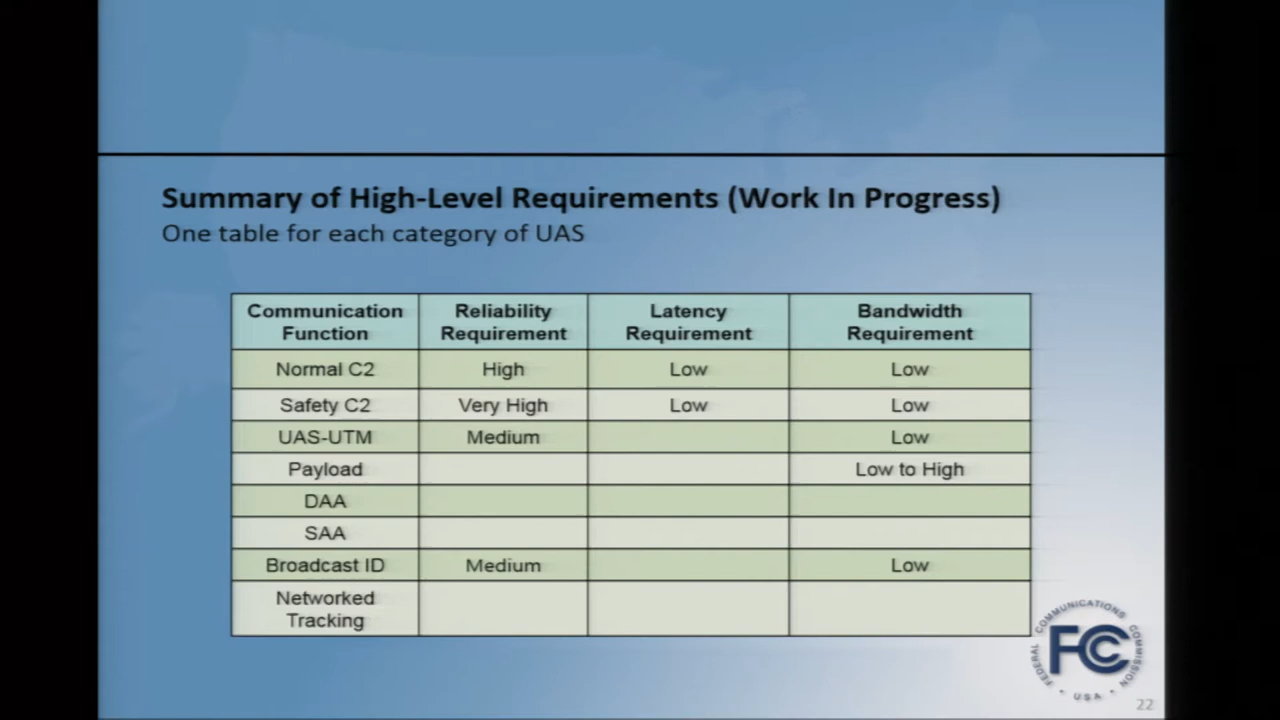 Summary of High-Level Requirements (Work In Progress)
One table for each category of UAS
Communication Function Reliability Requirement Latency Requirement Bandwidth Requirement
Normal C2 High Low Low
Safety C2 Very High Low Low
UAS-UTM Medium Low
Payload Low to High
DAA
SAA
Broadcast ID Medium Low
Networked Tracking
FEDERAL COMMUNICATIONS COMMISSION
FCC
• USA •
22